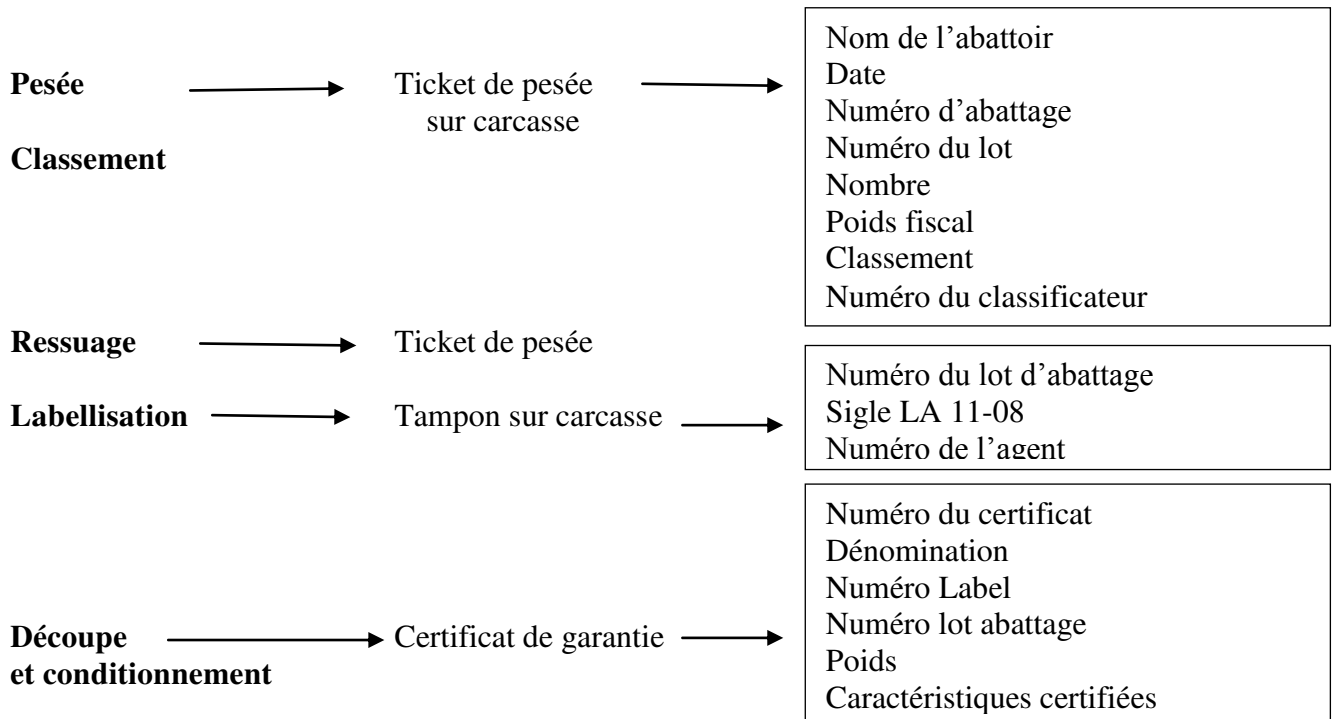 Pesée
Ticket de pesée
sur carcasse
Classement
Nom de l’abattoir
Date
Numéro d’abattage
Numéro du lot
Nombre
Poids fiscal
Classement
Numéro du classificateur
Ressuage
Ticket de pesée
Labellisation
Tampon sur carcasse
Numéro du lot d’abattage
Sigle LA 11-08
Numéro de l’agent
Découpe
et conditionnement
Certificat de garantie
Numéro du certificat
Dénomination
Numéro Label
Numéro lot abattage
Poids
Caractéristiques certifiées